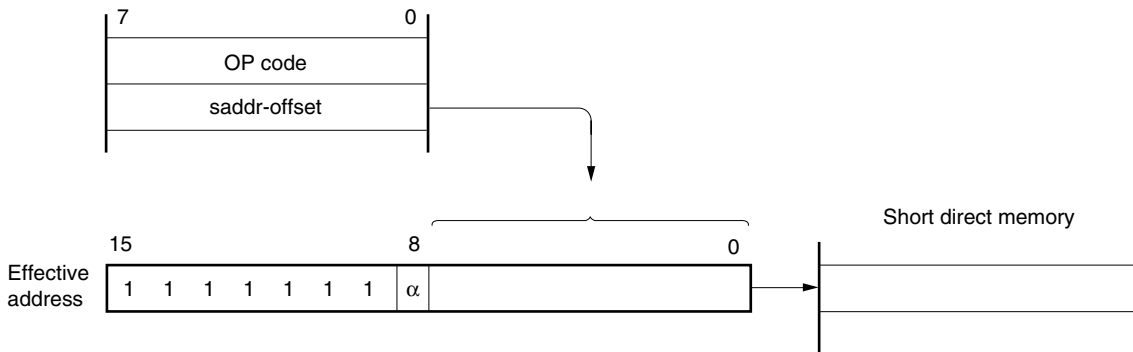 7 0
OP code
saddr-offset
Short direct memory
15 8 0
Effective address
1 1 1 1 1 1 1 α